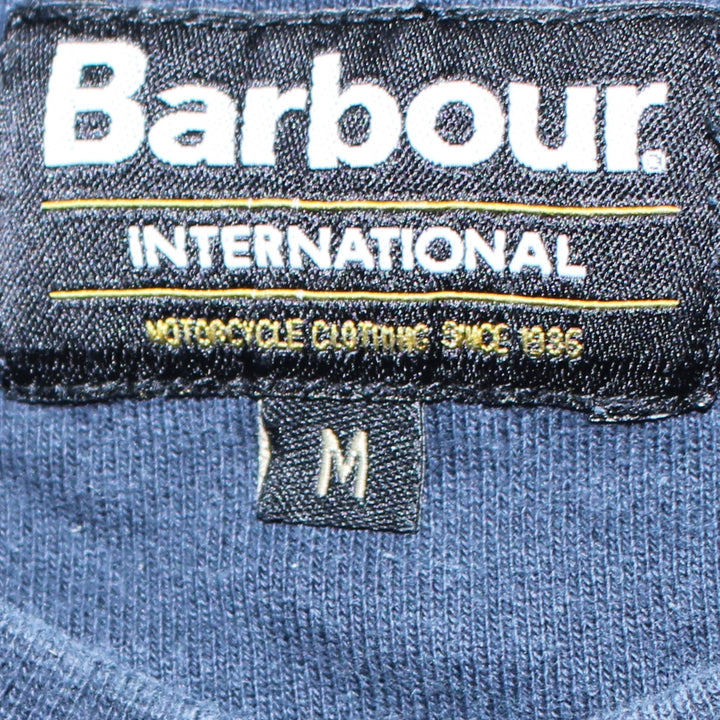 Barbour
INTERNATIONAL
MOTORCYCLE CLOTHING SINCE 1936
M